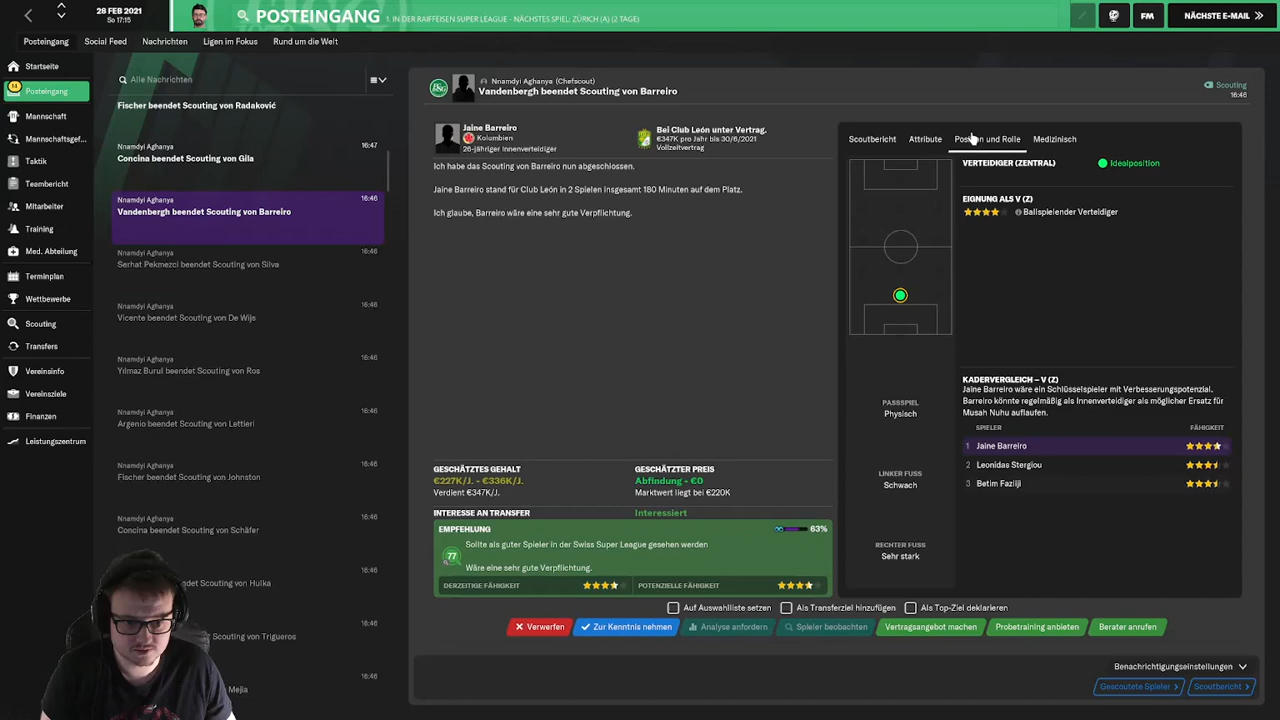 28 FEB 2021
SO 17:15
POSTEINGANG
1. IN DER RAIFFEISEN SUPER LEAGUE - NÄCHSTES SPIEL: ZÜRICH (A) (2 TAGE)
FM
NÄCHSTE E-MAIL
Posteingang
Social Feed
Nachrichten
Ligen im Fokus
Rund um die Welt
Startseite
Posteingang
Mannschaft
Mannschaftsgef...
Taktik
Teambericht
Mitarbeiter
Training
Med. Abteilung
Terminplan
Wettbewerbe
Scouting
Transfers
Vereinsinfo
Vereinsziele
Finanzen
Leistungszentrum
Alle Nachrichten
Fischer beendet Scouting von Radaković
Nnamdyi Aghanya 16:47
Concina beendet Scouting von Gila
Nnamdyi Aghanya 16:46
Vandenbergh beendet Scouting von Barreiro
Nnamdyi Aghanya 16:46
Serhat Pekmezci beendet Scouting von Silva
Nnamdyi Aghanya 16:46
Vicente beendet Scouting von De Wijs
Nnamdyi Aghanya 16:46
Yılmaz Burul beendet Scouting von Ros
Nnamdyi Aghanya 16:46
Argenio beendet Scouting von Lettieri
Nnamdyi Aghanya 16:46
Fischer beendet Scouting von Johnston
Nnamdyi Aghanya 16:46
Concina beendet Scouting von Schäfer
16:46
det Scouting von Hulka
16:46
Scouting von Trigueros
16:46
Mejia
Nnamdyi Aghanya (Chefscout)
Vandenbergh beendet Scouting von Barreiro
Scouting
16:46
Jaine Barreiro
Kolumbien
26-jähriger Innenverteidiger
Bei Club León unter Vertrag.
€347K pro Jahr bis 30/6/2021
Vollzeitvertrag
Ich habe das Scouting von Barreiro nun abgeschlossen.
Jaine Barreiro stand für Club León in 2 Spielen insgesamt 180 Minuten auf dem Platz.
Ich glaube, Barreiro wäre eine sehr gute Verpflichtung.
GESCHÄTZTES GEHALT
€227K/J. - €336K/J.
Verdient €347K/J.
GESCHÄTZTER PREIS
Abfindung - €0
Marktwert liegt bei €220K
INTERESSE AN TRANSFER
Interessiert
EMPFEHLUNG
63%
77
Sollte als guter Spieler in der Swiss Super League gesehen werden
Wäre eine sehr gute Verpflichtung.
DERZEITIGE FÄHIGKEIT
POTENZIELLE FÄHIGKEIT
Scoutbericht
Attribute
und Rolle
Medizinisch
VERTEIDIGER (ZENTRAL)
Idealposition
EIGNUNG ALS V (Z)
Ballspielender Verteidiger
PASSSPIEL
Physisch
LINKER FUSS
Schwach
RECHTER FUSS
Sehr stark
KADERVERGLEICH – V (Z)
Jaine Barreiro wäre ein Schlüsselspieler mit Verbesserungspotenzial.
Barreiro könnte regelmäßig als Innenverteidiger als möglicher Ersatz für
Musah Nuhu auflaufen.
SPIELER FÄHIGKEIT
1 Jaine Barreiro
2 Leonidas Stergiou
3 Betim Fazliji
Auf Auswahlliste setzen
Als Transferziel hinzufügen
Als Top-Ziel deklarieren
Verwerfen
Zur Kenntnis nehmen
Analyse anfordern
Spieler beobachten
Vertragsangebot machen
Probetraining anbieten
Berater anrufen
Benachrichtigungseinstellungen
Gescoutete Spieler
Scoutbericht